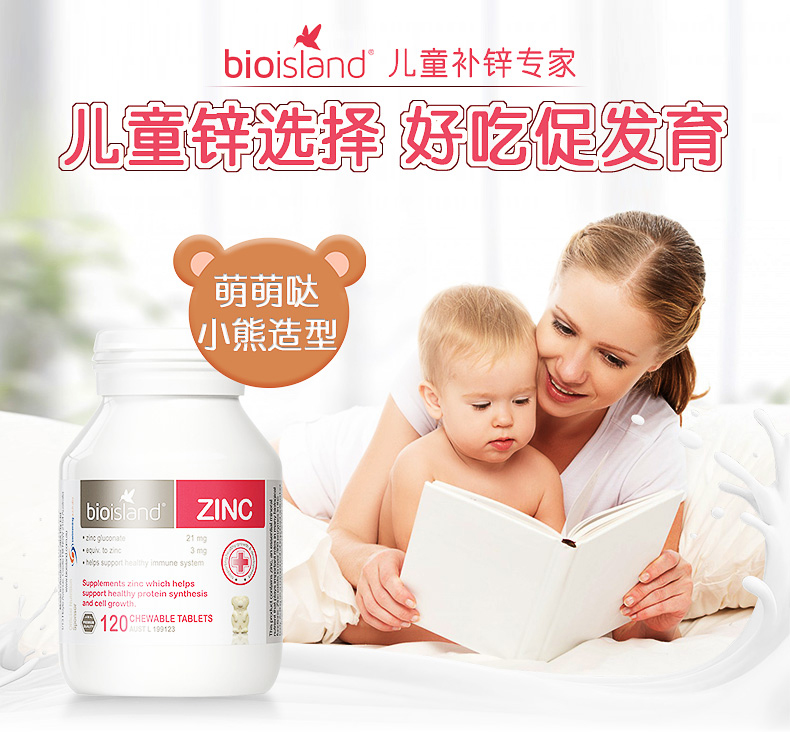 bioisland® 儿童补锌专家
儿童锌选择 好吃促发育
萌萌哒
小熊造型
bioisland®
ZINC
• zinc gluconate 21 mg
• equiv. to zinc 3 mg
• helps support healthy immune system
Supplements zinc which helps
support healthy protein synthesis
and cell growth.
120 CHEWABLE TABLETS
AUST L 199123